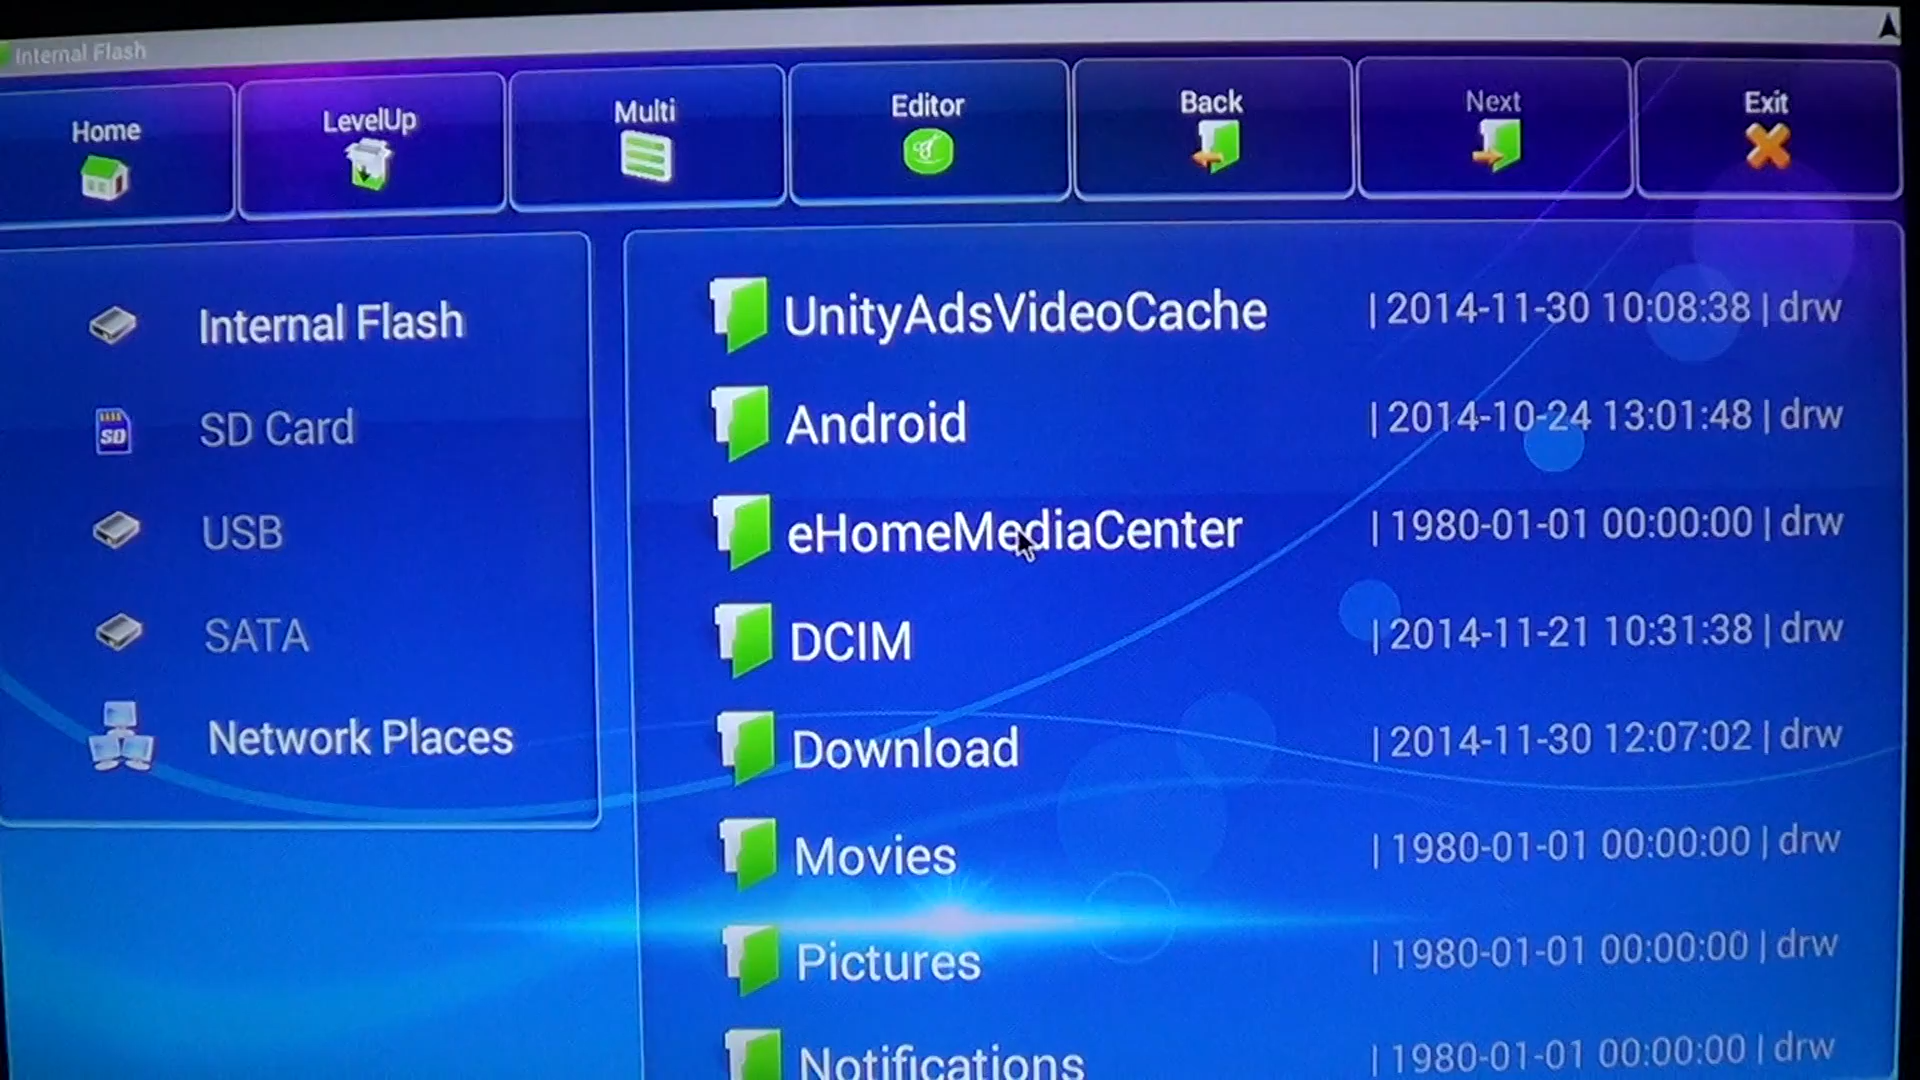 Internal Flash
Home
LevelUp
Multi
Editor
Back
Next
Exit
Internal Flash
SD
SD Card
USB
SATA
Network Places
UnityAdsVideoCache | 2014-11-30 10:08:38 | drw
Android | 2014-10-24 13:01:48 | drw
eHomeMediaCenter | 1980-01-01 00:00:00 | drw
DCIM | 2014-11-21 10:31:38 | drw
Download | 2014-11-30 12:07:02 | drw
Movies | 1980-01-01 00:00:00 | drw
Pictures | 1980-01-01 00:00:00 | drw
Notifications | 1980-01-01 00:00:00 | drw